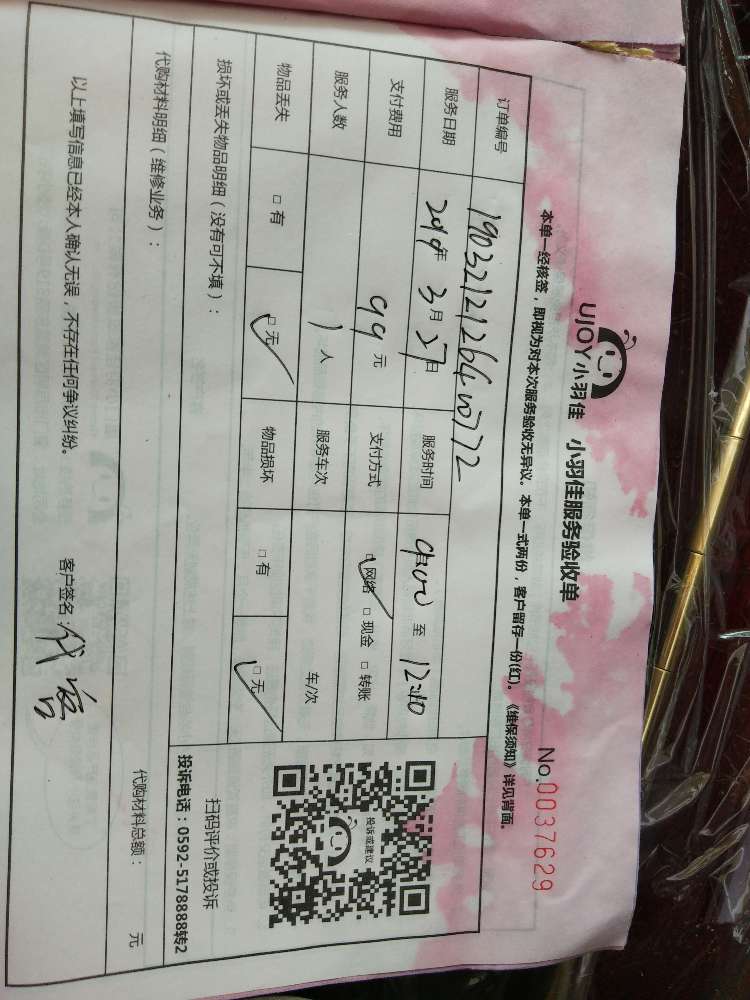 UJOY小羽佳 小羽佳服务验收单
No.0037629
本单一经核签，即视为对本次服务验收无异议。本单一式两份，客户留存一份(红)。《维保须知》详见背面。
订单编号
服务日期 2019年3月27日 服务时间 9:00 至 12:10
支付费用 99 元 支付方式 □网络 □现金 □转账
服务人数 1 人 服务车次 车/次
物品丢失 □有 □无 物品损坏 □有 □无
损坏或丢失物品明细（没有可不填）：
投诉或建议
扫码评价或投诉
投诉电话：0592-5178888转2
代购材料明细（维修业务）： 代购材料总额： 元
以上填写信息已经本人确认无误，不存在任何争议纠纷。 客户签名：